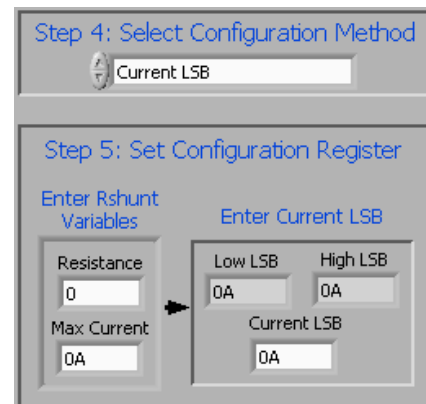 Step 4: Select Configuration Method
Current LSB
Step 5: Set Configuration Register
Enter Rshunt
Variables
Enter Current LSB
Resistance
0
Max Current
0A
Low LSB
High LSB
0A
0A
Current LSB
0A